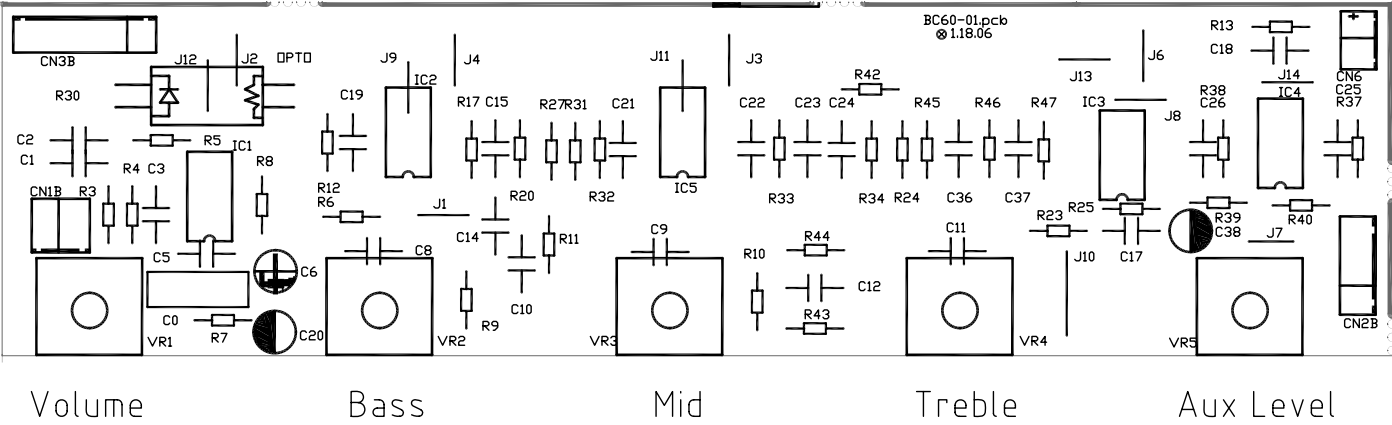 BC60-01.pcb
1.18.06
R13
C18
CN3B
J12
J2
OPTO
J9
J4
J11
J3
J13
J6
J14
CN6
R30
C19
IC2
R17
C15
R27
R31
C21
C22
C23
C24
R42
R45
R46
R47
IC3
J8
R38
C26
IC4
C25
R37
C2
C1
R5
IC1
R4
C3
R8
CN1B
R3
R12
R6
J1
R20
R32
IC5
R33
R34
R24
C36
C37
R25
R23
R39
C38
R40
J7
C5
C6
C8
C14
R11
C10
C9
R10
R44
C12
R43
C11
J10
C17
C0
R7
C20
VR1
R9
VR2
VR3
VR4
VR5
CN2B
Volume
Bass
Mid
Treble
Aux Level